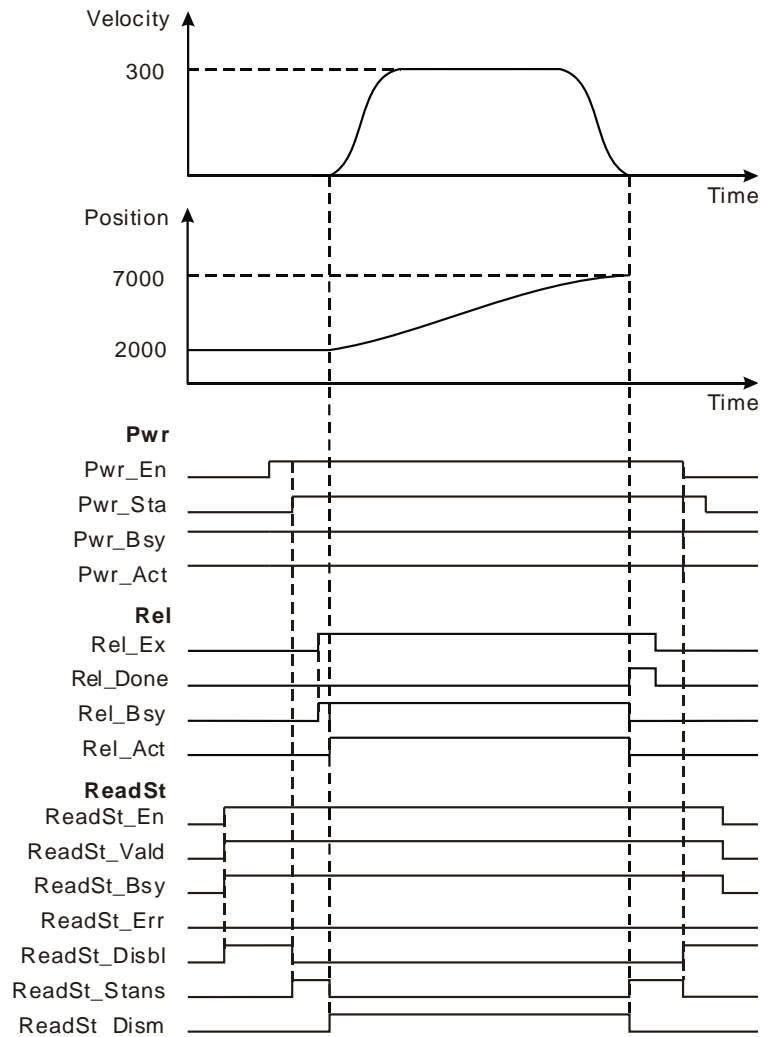 Velocity
300
Time
Position
7000
2000
Time
Pwr
Pwr_En
Pwr_Sta
Pwr_Bsy
Pwr_Act
Rel
Rel_Ex
Rel_Done
Rel_Bsy
Rel_Act
ReadSt
ReadSt_En
ReadSt_Vald
ReadSt_Bsy
ReadSt_Err
ReadSt_Disbl
ReadSt_Stans
ReadSt Dism